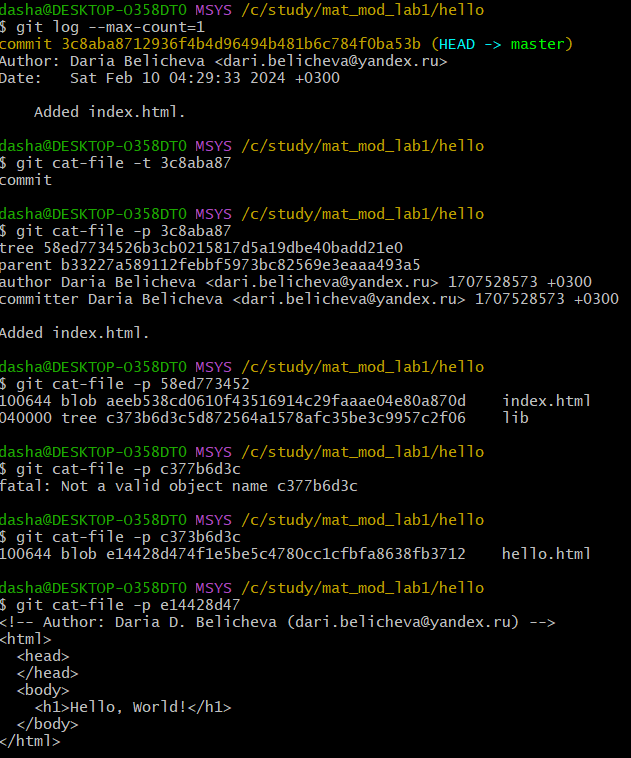 dasha@DESKTOP-O358DT0 MSYS /c/study/mat_mod_lab1/hello
$ git log --max-count=1
commit 3c8aba8712936f4b4d96494b481b6c784f0ba53b (HEAD -> master)
Author: Daria Belicheva <dari.belicheva@yandex.ru>
Date:   Sat Feb 10 04:29:33 2024 +0300

    Added index.html.

dasha@DESKTOP-O358DT0 MSYS /c/study/mat_mod_lab1/hello
$ git cat-file -t 3c8aba87
commit

dasha@DESKTOP-O358DT0 MSYS /c/study/mat_mod_lab1/hello
$ git cat-file -p 3c8aba87
tree 58ed7734526b3cb0215817d5a19dbe40badd21e0
parent b33227a589112febbf5973bc82569e3eaaa493a5
author Daria Belicheva <dari.belicheva@yandex.ru> 1707528573 +0300
committer Daria Belicheva <dari.belicheva@yandex.ru> 1707528573 +0300

Added index.html.

dasha@DESKTOP-O358DT0 MSYS /c/study/mat_mod_lab1/hello
$ git cat-file -p 58ed773452
100644 blob aeeb538cd0610f43516914c29faaae04e80a870d    index.html
040000 tree c373b6d3c5d872564a1578afc35be3c9957c2f06    lib

dasha@DESKTOP-O358DT0 MSYS /c/study/mat_mod_lab1/hello
$ git cat-file -p c377b6d3c
fatal: Not a valid object name c377b6d3c

dasha@DESKTOP-O358DT0 MSYS /c/study/mat_mod_lab1/hello
$ git cat-file -p c373b6d3c
100644 blob e14428d474f1e5be5c4780cc1cfbfa8638fb3712    hello.html

dasha@DESKTOP-O358DT0 MSYS /c/study/mat_mod_lab1/hello
$ git cat-file -p e14428d47
<!-- Author: Daria D. Belicheva (dari.belicheva@yandex.ru) -->
<html>
  <head>
  </head>
  <body>
    <h1>Hello, World!</h1>
  </body>
</html>